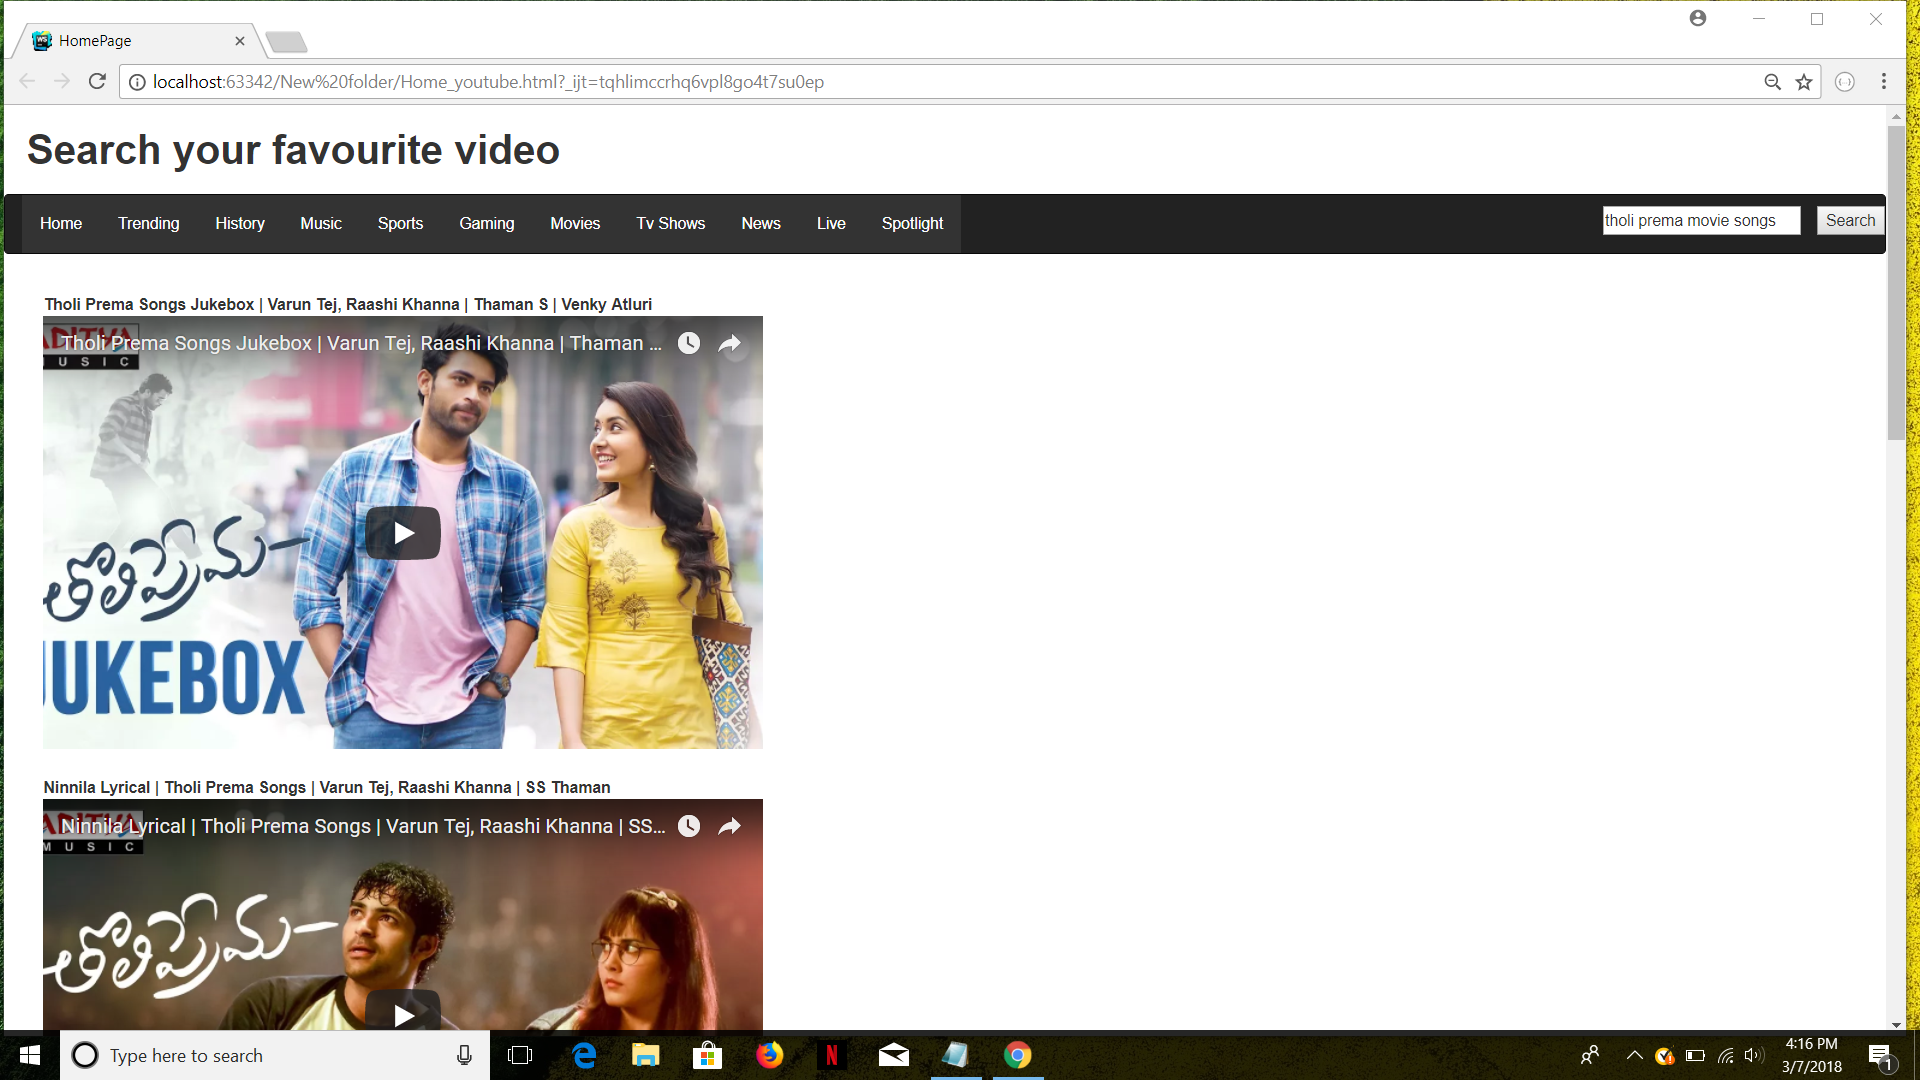 HomePage
localhost:63342/New%20folder/Home_youtube.html?_ijt=tqhlimccrhq6vpl8go4t7su0ep
Search your favourite video
Home Trending History Music Sports Gaming Movies Tv Shows News Live Spotlight tholi prema movie songs Search
Tholi Prema Songs Jukebox | Varun Tej, Raashi Khanna | Thaman S | Venky Atluri
Tholi Prema Songs Jukebox | Varun Tej, Raashi Khanna | Thaman ...
MUSIC
తొలిప్రేమ
JUKEBOX
Ninnila Lyrical | Tholi Prema Songs | Varun Tej, Raashi Khanna | SS Thaman
Ninnila Lyrical | Tholi Prema Songs | Varun Tej, Raashi Khanna | SS...
MUSIC
తొలిప్రేమ
Type here to search
4:16 PM
3/7/2018
1